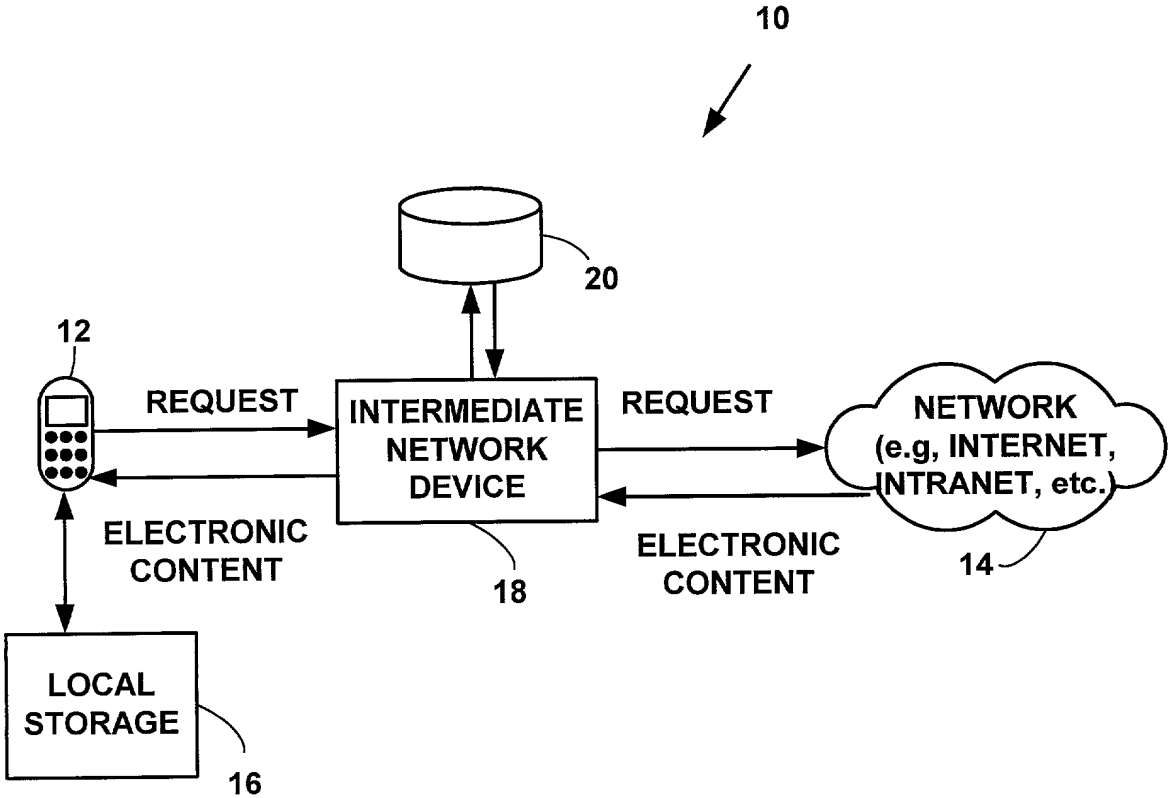 10
20
12
REQUEST
INTERMEDIATE
NETWORK
DEVICE
REQUEST
NETWORK
(e.g, INTERNET,
INTRANET, etc.)
ELECTRONIC
CONTENT
18
ELECTRONIC
CONTENT
14
LOCAL
STORAGE
16